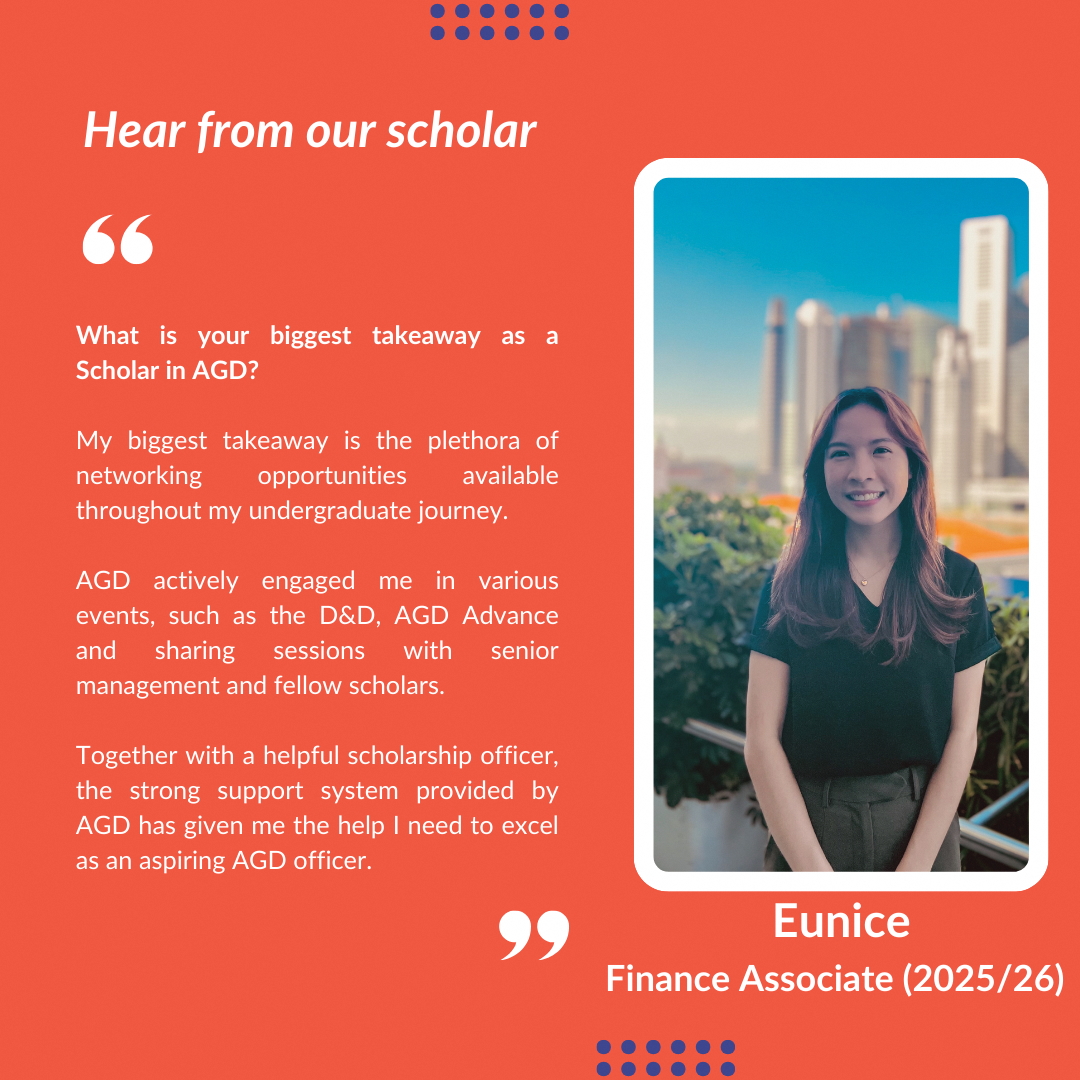 Hear from our scholar
“
What is your biggest takeaway as a
Scholar in AGD?
My biggest takeaway is the plethora of
networking opportunities available
throughout my undergraduate journey.
AGD actively engaged me in various
events, such as the D&D, AGD Advance
and sharing sessions with senior
management and fellow scholars.
Together with a helpful scholarship officer,
the strong support system provided by
AGD has given me the help I need to excel
as an aspiring AGD officer.
”
Eunice
Finance Associate (2025/26)